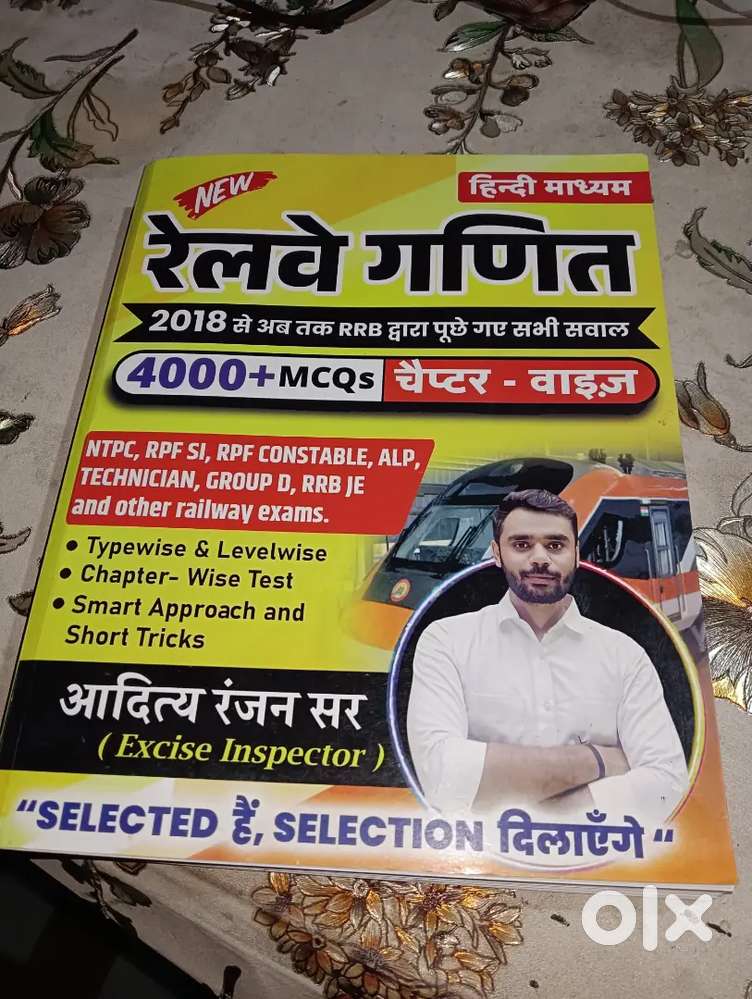 NEW
हिन्दी माध्यम
रेलवे गणित
2018 से अब तक RRB द्वारा पूछे गए सभी सवाल
4000+ MCQs चैप्टर - वाइज़
NTPC, RPF SI, RPF CONSTABLE, ALP,
TECHNICIAN, GROUP D, RRB JE
and other railway exams.
• Typewise & Levelwise
• Chapter- Wise Test
• Smart Approach and
Short Tricks
आदित्य रंजन सर
( Excise Inspector )
“SELECTED हैं, SELECTION दिलाएँगे “
olx